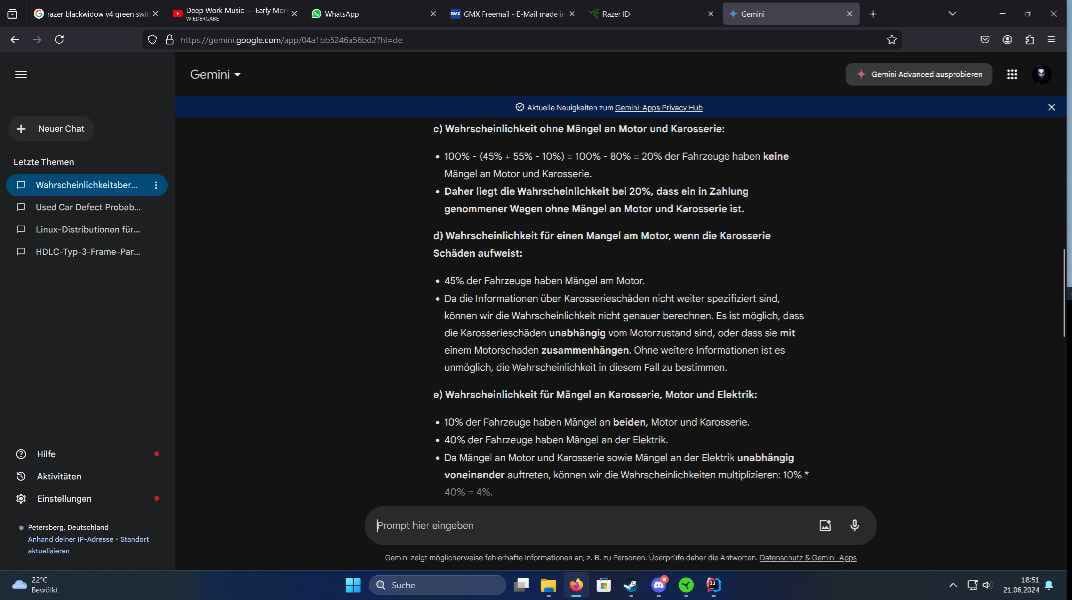 razer blackwidow v4 green swit
Deep Work Music — Early Mor
WIEDERGABE
WhatsApp
GMX Freemail - E-Mail made in
Razer ID
Gemini
https://gemini.google.com/app/04a1bb5246a56bd2?hl=de
Gemini
Gemini Advanced ausprobieren
Aktuelle Neuigkeiten zum Gemini-Apps Privacy Hub
Neuer Chat
Letzte Themen
Wahrscheinlichkeitsber...
Used Car Defect Probab...
Linux-Distributionen für...
HDLC-Typ-3-Frame-Par...
c) Wahrscheinlichkeit ohne Mängel an Motor und Karosserie:
• 100% - (45% + 55% - 10%) = 100% - 80% = 20% der Fahrzeuge haben keine
Mängel an Motor und Karosserie.
• Daher liegt die Wahrscheinlichkeit bei 20%, dass ein in Zahlung
genommener Wagen ohne Mängel an Motor und Karosserie ist.
d) Wahrscheinlichkeit für einen Mangel am Motor, wenn die Karosserie
Schäden aufweist:
• 45% der Fahrzeuge haben Mängel am Motor.
• Da die Informationen über Karosserieschäden nicht weiter spezifiziert sind,
können wir die Wahrscheinlichkeit nicht genauer berechnen. Es ist möglich, dass
die Karosserieschäden unabhängig vom Motorzustand sind, oder dass sie mit
einem Motorschaden zusammenhängen. Ohne weitere Informationen ist es
unmöglich, die Wahrscheinlichkeit in diesem Fall zu bestimmen.
e) Wahrscheinlichkeit für Mängel an Karosserie, Motor und Elektrik:
• 10% der Fahrzeuge haben Mängel an beiden, Motor und Karosserie.
• 40% der Fahrzeuge haben Mängel an der Elektrik.
• Da Mängel an Motor und Karosserie sowie Mängel an der Elektrik unabhängig
voneinander auftreten, können wir die Wahrscheinlichkeiten multiplizieren: 10% *
40% = 4%.
Hilfe
Aktivitäten
Einstellungen
Petersberg, Deutschland
Anhand deiner IP-Adresse - Standort
aktualisieren
Prompt hier eingeben
Gemini zeigt möglicherweise fehlerhafte Informationen an, z. B. zu Personen. Überprüfe daher die Antworten. Datenschutz & Gemini-Apps
22°C
Bewölkt
Suche
18:51
21.06.2024